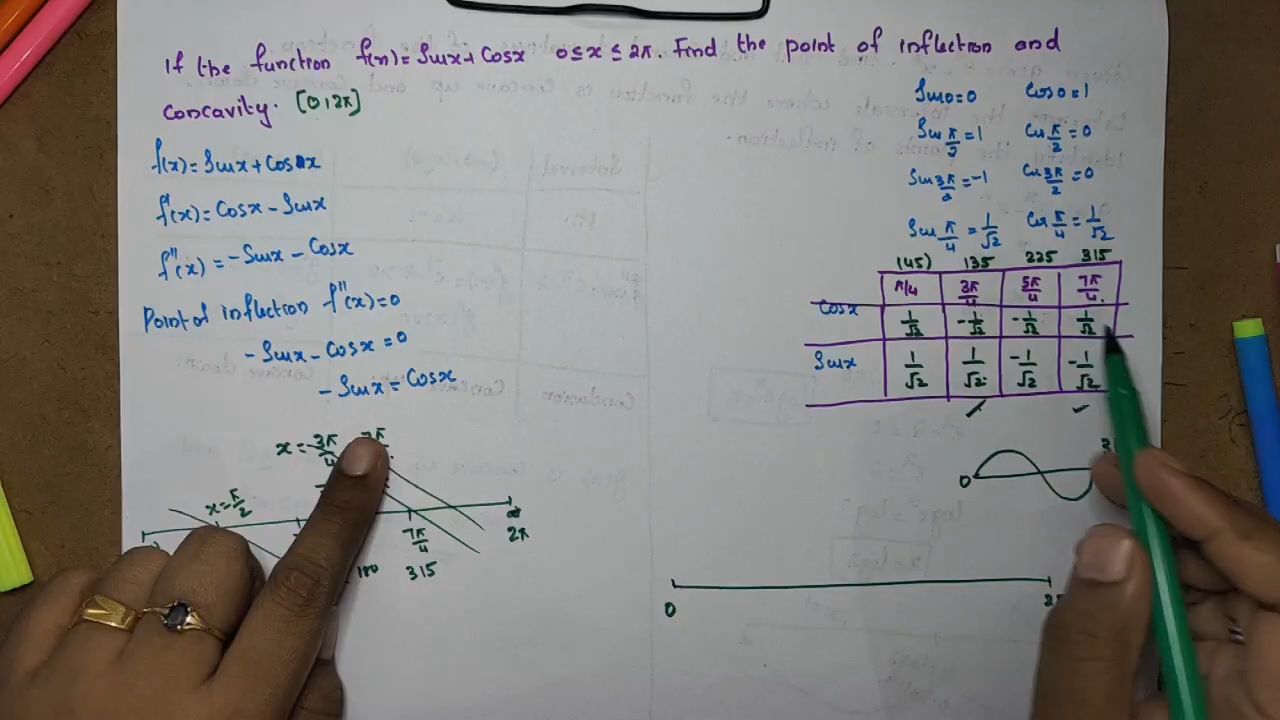 If the function f(x) = Sinx + Cosx 0 ≤ x ≤ 2π. Find the point of inflection and
concavity. [0, 2π]
f(x) = Sinx + Cosx
f'(x) = Cosx - Sinx
f''(x) = -Sinx - Cosx
Point of inflection f''(x) = 0
-Sinx - Cosx = 0
-Sinx = Cosx
x = 3π/4, 7π
x = π/2
7π/4
2π
180 315
Sin0 = 0 Cos0 = 1
Sin π/2 = 1 Cos π/2 = 0
Sin 3π/2 = -1 Cos 3π/2 = 0
Sin π/4 = 1/√2 Cos π/4 = 1/√2
(45) 135 225 315
π/4 3π/4 5π/4 7π/4
Cosx 1/√2 -1/√2 -1/√2 1/√2
Sinx 1/√2 1/√2 -1/√2 -1/√2
0
0